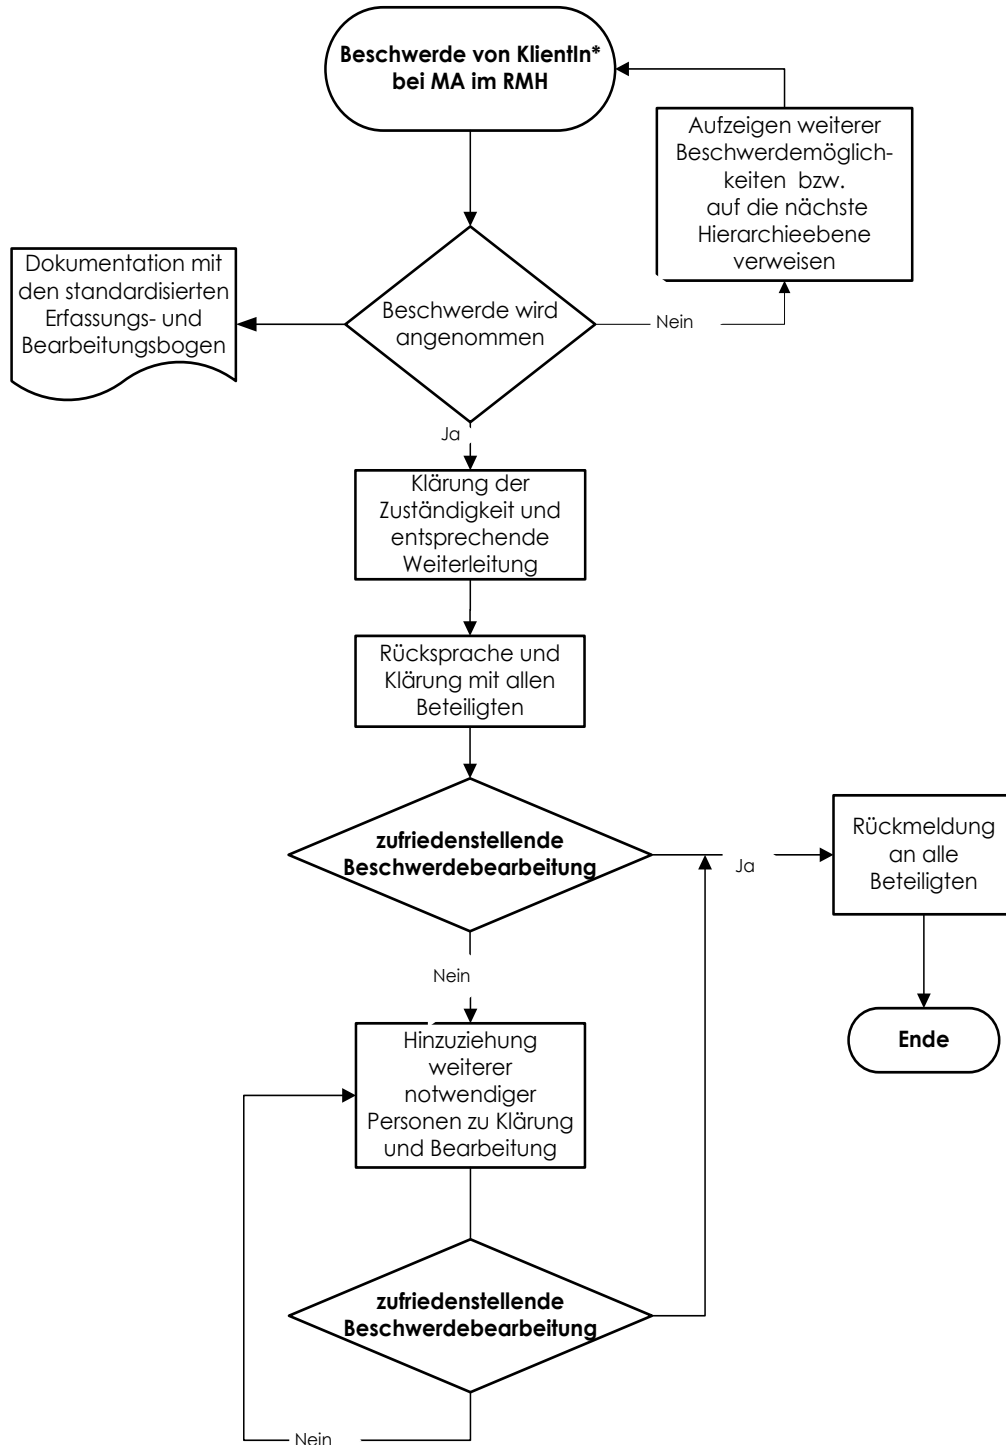 Beschwerde von KlientIn*
bei MA im RMH
Aufzeigen weiterer
Beschwerdemöglich-
keiten bzw.
auf die nächste
Hierarchieebene
verweisen
Dokumentation mit
den standardisierten
Erfassungs- und
Bearbeitungsbogen
Beschwerde wird
angenommen
Nein
Ja
Klärung der
Zuständigkeit und
entsprechende
Weiterleitung
Rücksprache und
Klärung mit allen
Beteiligten
zufriedenstellende
Beschwerdebearbeitung
Ja
Rückmeldung
an alle
Beteiligten
Nein
Ende
Hinzuziehung
weiterer
notwendiger
Personen zu Klärung
und Bearbeitung
zufriedenstellende
Beschwerdebearbeitung
Nein